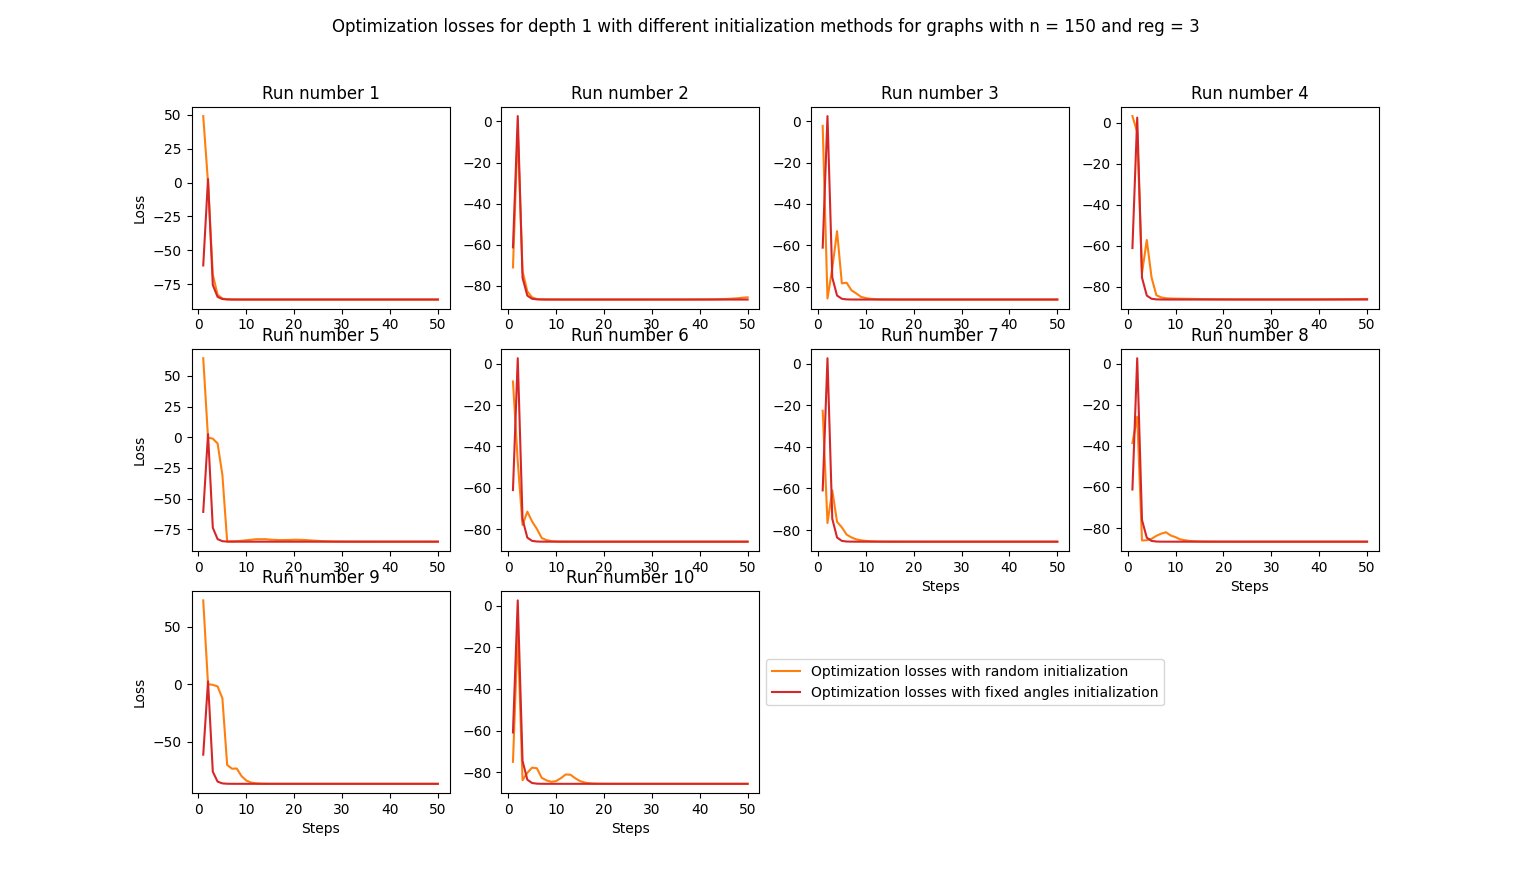 Optimization losses for depth 1 with different initialization methods for graphs with n = 150 and reg = 3
Run number 1
50
25
0
−25
−50
−75
Loss
0 10 20 30 40 50
Run number 2
0
−20
−40
−60
−80
0 10 20 30 40 50
Run number 3
0
−20
−40
−60
−80
0 10 20 30 40 50
Run number 4
0
−20
−40
−60
−80
0 10 20 30 40 50
Run number 5
50
25
0
−25
−50
−75
Loss
0 10 20 30 40 50
Run number 6
0
−20
−40
−60
−80
0 10 20 30 40 50
Run number 7
0
−20
−40
−60
−80
0 10 20 30 40 50
Steps
Run number 8
0
−20
−40
−60
−80
0 10 20 30 40 50
Steps
Run number 9
50
0
−50
Loss
0 10 20 30 40 50
Steps
Run number 10
0
−20
−40
−60
−80
0 10 20 30 40 50
Steps
Optimization losses with random initialization
Optimization losses with fixed angles initialization